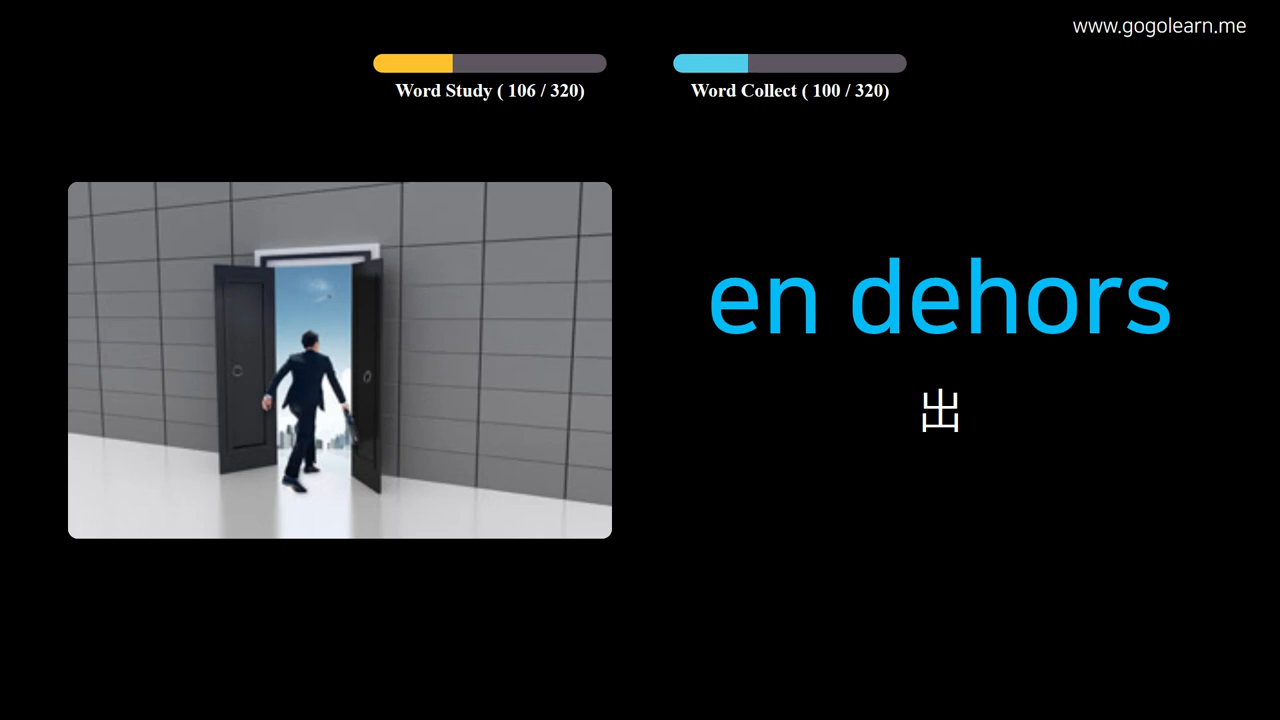 www.gogolearn.me
Word Study ( 106 / 320)
Word Collect ( 100 / 320)
en dehors
出